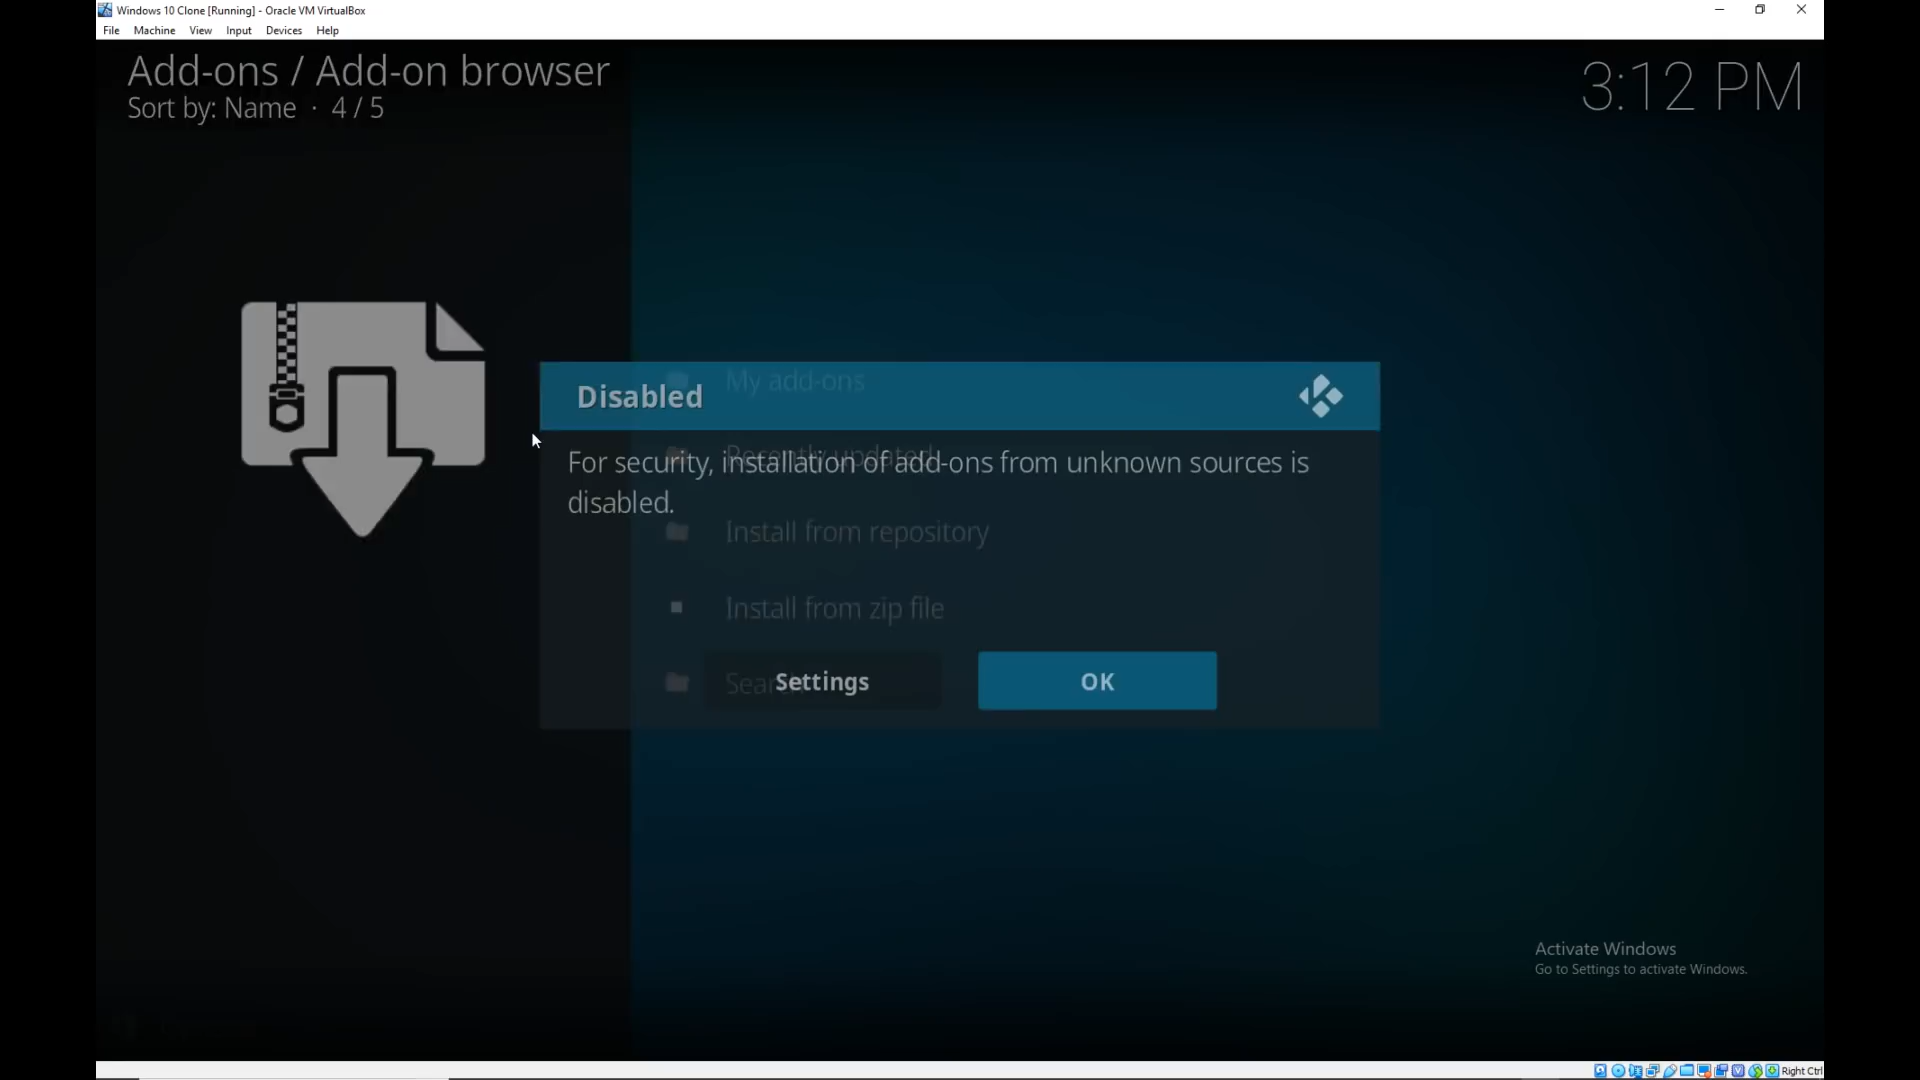 Windows 10 Clone [Running] - Oracle VM VirtualBox
File Machine View Input Devices Help
Add-ons / Add-on browser
Sort by: Name · 4 / 5
3:12 PM
My add-ons
Disabled
Recently updated
For security, installation of add-ons from unknown sources is
disabled.
Install from repository
Install from zip file
Search
Settings
OK
Activate Windows
Go to Settings to activate Windows.
Right Ctrl